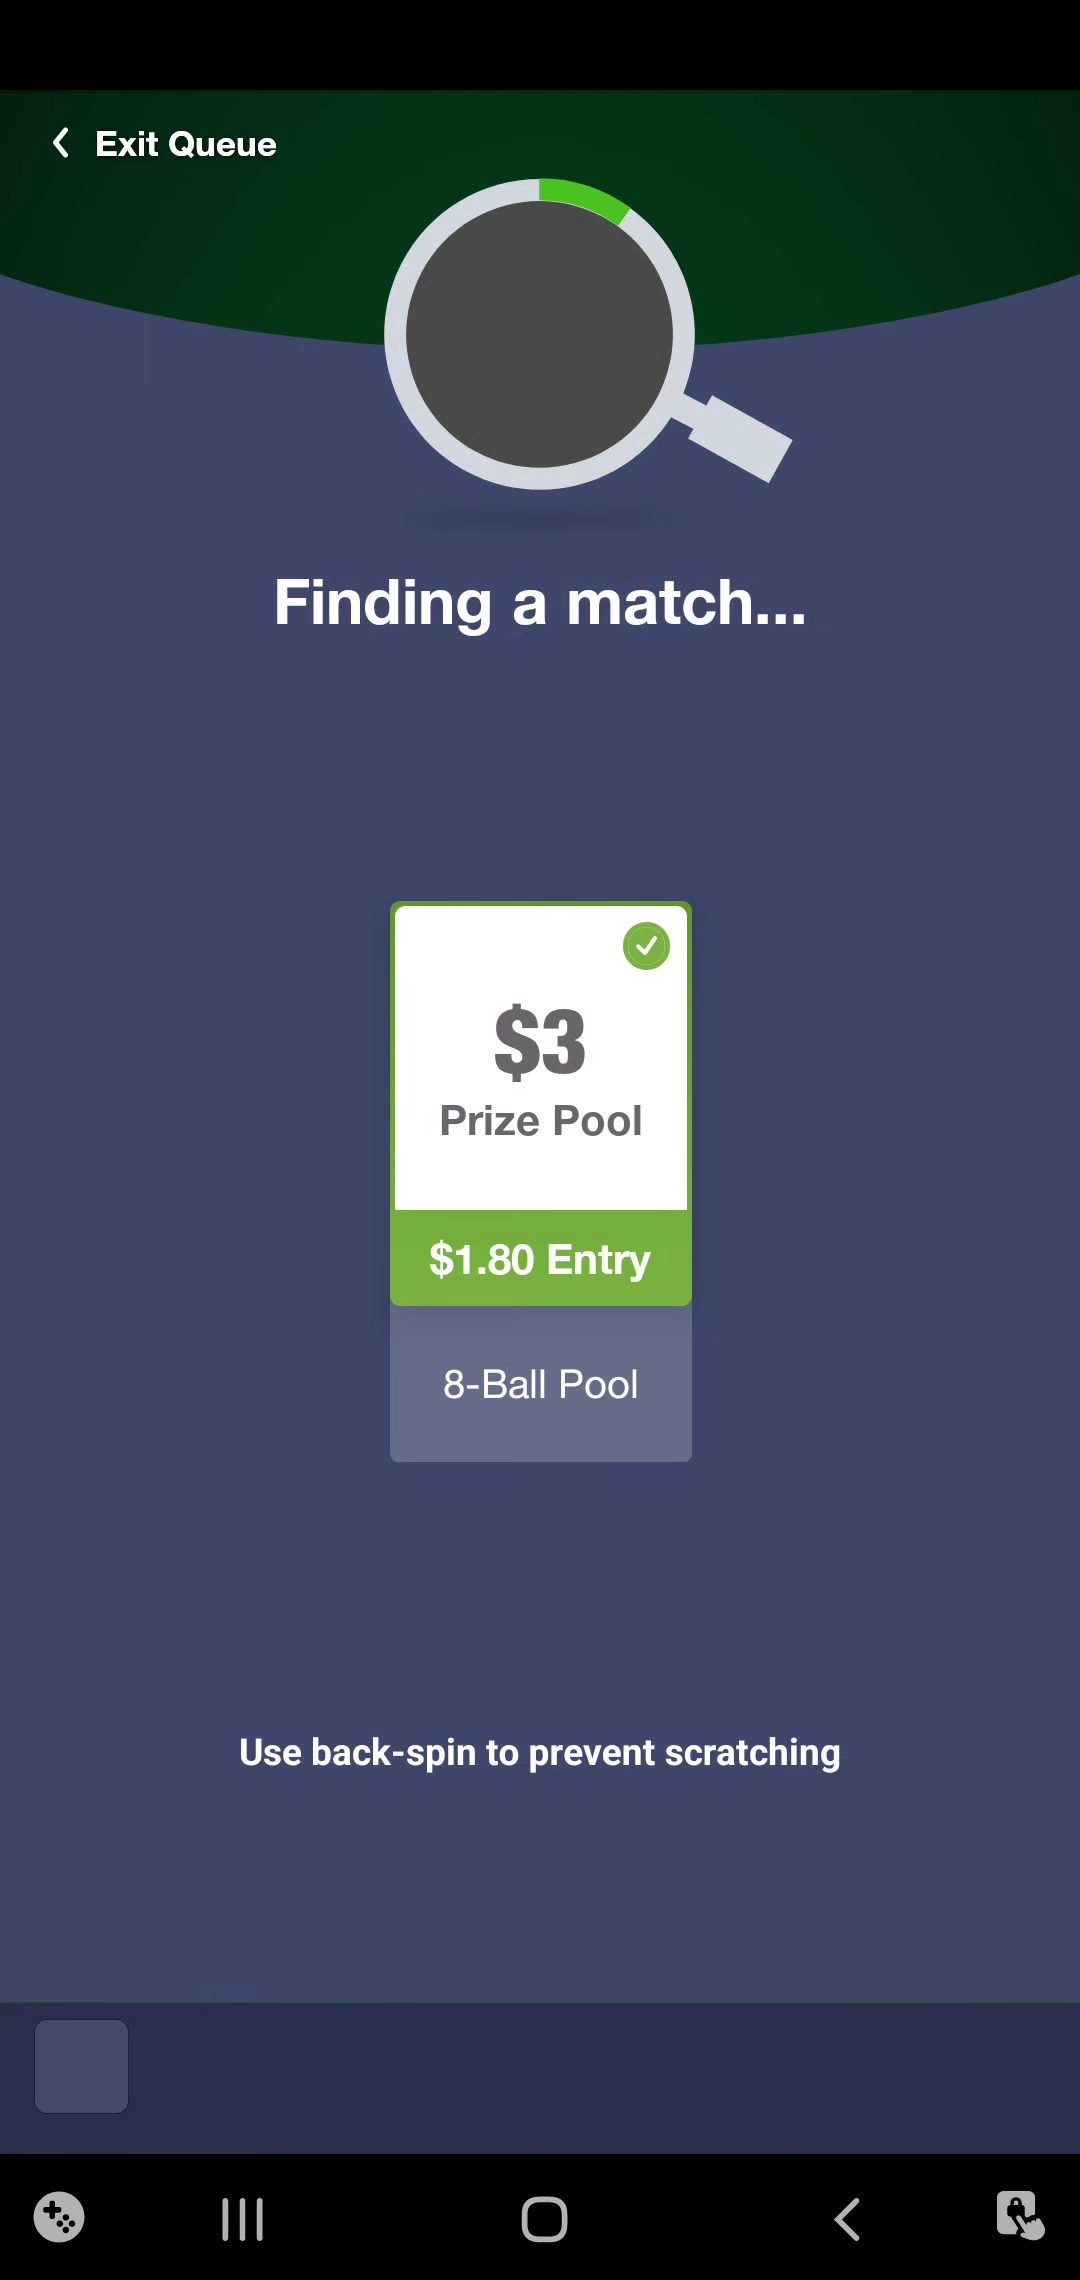 Exit Queue
Finding a match...
$3
Prize Pool
$1.80 Entry
8-Ball Pool
Use back-spin to prevent scratching